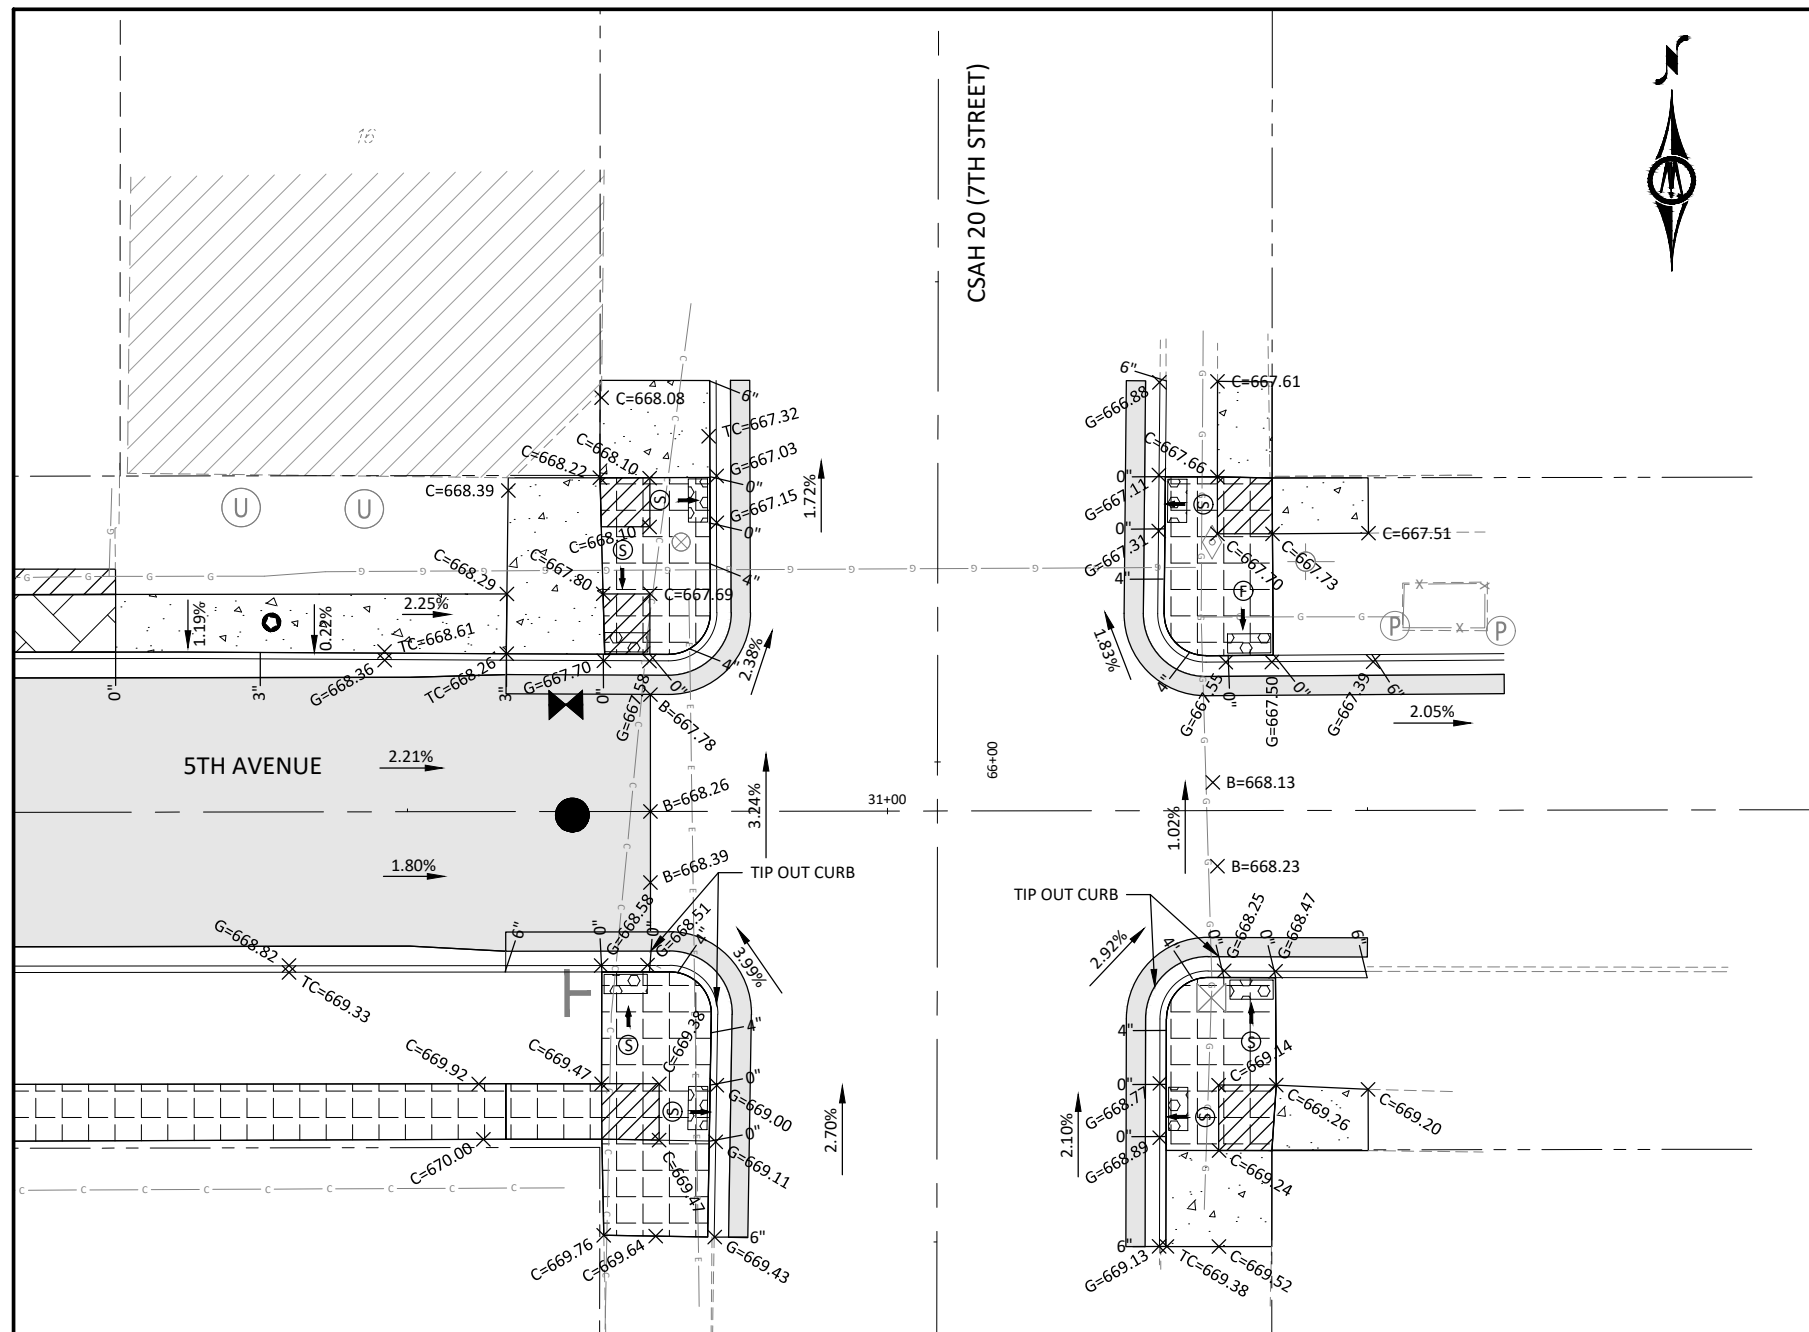 CSAH 20 (7TH STREET)
N
16
U
U
C=668.08
6"
TC=667.32
C=668.10
C=668.22
G=667.03
0"
C=668.39
S
G=667.15
0"
1.72%
C=668.10
S
C=667.80
C=668.29
4"
C=667.69
2.25%
1.19%
0.22%
TC=668.61
G=668.36
TC=668.26
G=667.70
G=667.58
4"
0"
2.38%
0"
3"
3"
0"
B=667.78
5TH AVENUE
2.21%
B=668.26
3.24%
31+00
66+00
1.80%
B=668.39
TIP OUT CURB
6"
G=666.88
C=667.61
C=667.66
0"
G=667.11
S
0"
G=667.31
4"
C=667.70
C=667.73
C=667.51
F
P
P
1.83%
4"
G=667.55
0"
G=667.50
0"
G=667.39
6"
2.05%
B=668.13
1.02%
B=668.23
TIP OUT CURB
G=668.82
TC=669.33
6"
0"
G=668.58
0"
G=668.51
4"
3.99%
4"
S
C=669.92
C=669.47
C=669.38
0"
S
G=669.00
0"
2.70%
C=670.00
C=669.47
G=669.11
C=669.76
C=669.64
6"
G=669.43
2.92%
4"
0"
G=668.25
0"
G=668.47
6"
4"
S
C=669.14
0"
G=668.77
S
C=669.26
C=669.20
2.10%
0"
G=668.89
C=669.24
6"
G=669.13
TC=669.38
C=669.52